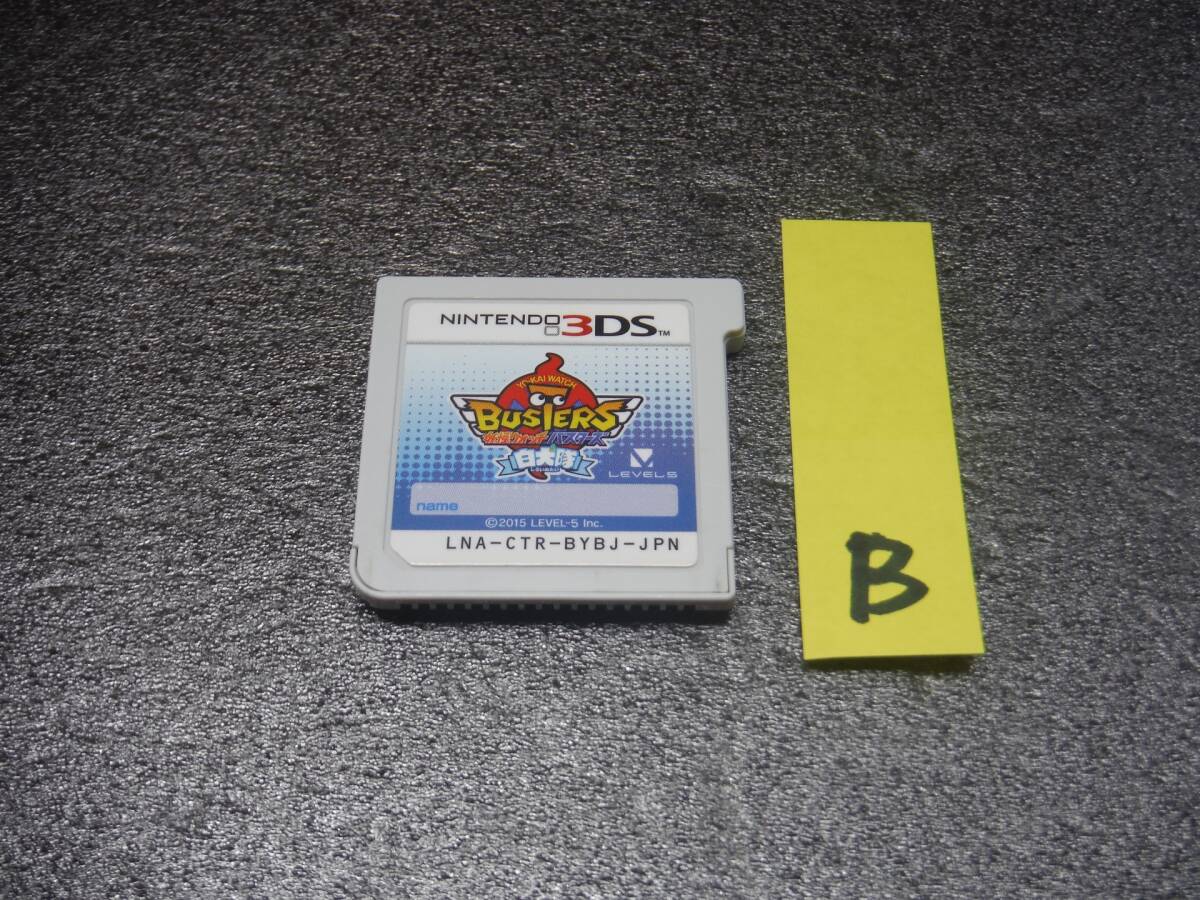 NINTENDO 3DS™
YO-KAI WATCH
BUSTERS
妖怪ウォッチバスターズ
白犬隊
LEVEL5
name
©2015 LEVEL-5 Inc.
LNA-CTR-BYBJ-JPN
B